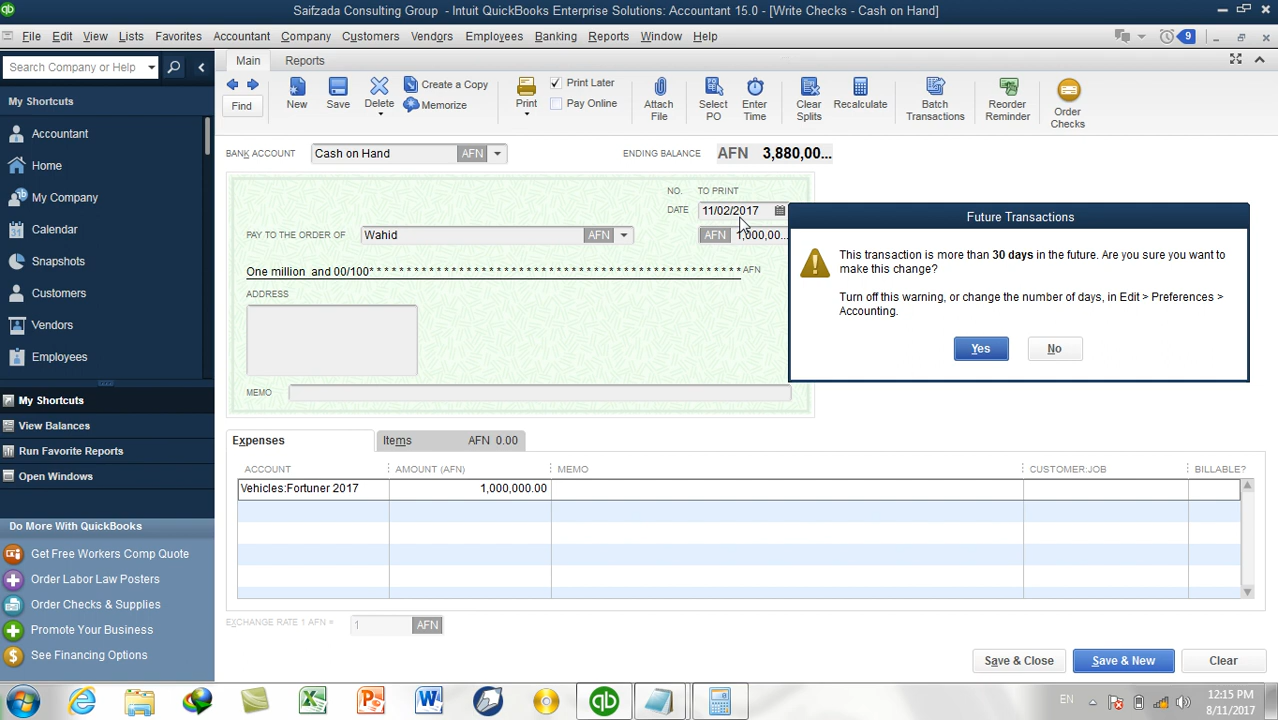 Saifzada Consulting Group - Intuit QuickBooks Enterprise Solutions: Accountant 15.0 - [Write Checks - Cash on Hand]
File Edit View Lists Favorites Accountant Company Customers Vendors Employees Banking Reports Window Help
9
Search Company or Help
My Shortcuts
Accountant
Home
My Company
Calendar
Snapshots
Customers
Vendors
Employees
My Shortcuts
View Balances
Run Favorite Reports
Open Windows
Do More With QuickBooks
Get Free Workers Comp Quote
Order Labor Law Posters
Order Checks & Supplies
Promote Your Business
See Financing Options
Main Reports
Find
New
Save
Delete
Create a Copy
Memorize
Print
Print Later
Pay Online
Attach
File
Select
PO
Enter
Time
Clear
Splits
Recalculate
Batch
Transactions
Reorder
Reminder
Order
Checks
BANK ACCOUNT Cash on Hand AFN ENDING BALANCE AFN 3,880,00...
NO. TO PRINT
DATE 11/02/2017
PAY TO THE ORDER OF Wahid AFN AFN 1,000,00...
One million and 00/100* * * * * * * * * * * * * * * * * * * * * * * * * * * * * * * * * * * * * * * * * * * * * * * * * AFN
ADDRESS
MEMO
Future Transactions
This transaction is more than 30 days in the future. Are you sure you want to
make this change?
Turn off this warning, or change the number of days, in Edit > Preferences >
Accounting.
Yes No
Expenses Items AFN 0.00
ACCOUNT AMOUNT (AFN) MEMO CUSTOMER:JOB BILLABLE?
Vehicles:Fortuner 2017 1,000,000.00
EXCHANGE RATE 1 AFN = 1 AFN
Save & Close Save & New Clear
EN
12:15 PM
8/11/2017